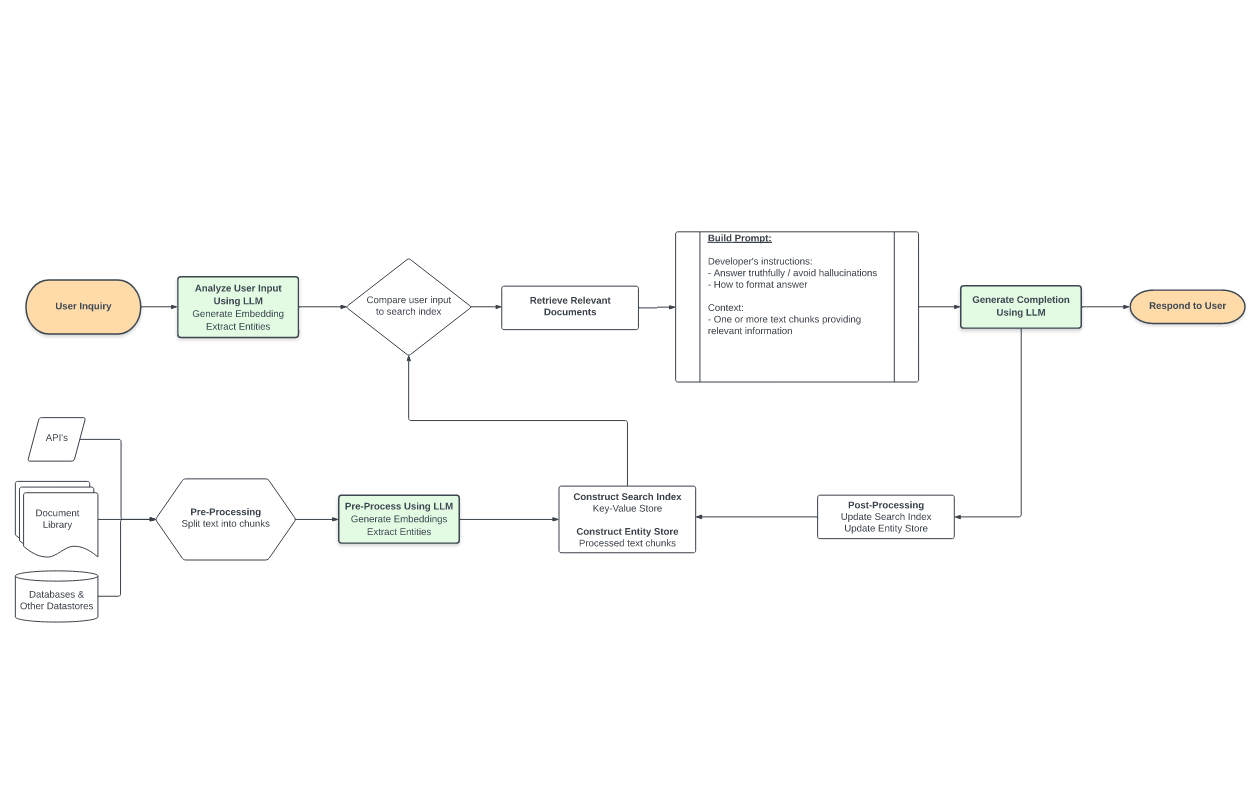 User Inquiry
Analyze User Input
Using LLM
Generate Embedding
Extract Entities
Compare user input
to search index
Retrieve Relevant
Documents
Build Prompt:
Developer's instructions:
- Answer truthfully / avoid hallucinations
- How to format answer
Context:
- One or more text chunks providing
relevant information
Generate Completion
Using LLM
Respond to User
API's
Document
Library
Databases &
Other Datastores
Pre-Processing
Split text into chunks
Pre-Process Using LLM
Generate Embeddings
Extract Entities
Construct Search Index
Key-Value Store
Construct Entity Store
Processed text chunks
Post-Processing
Update Search Index
Update Entity Store